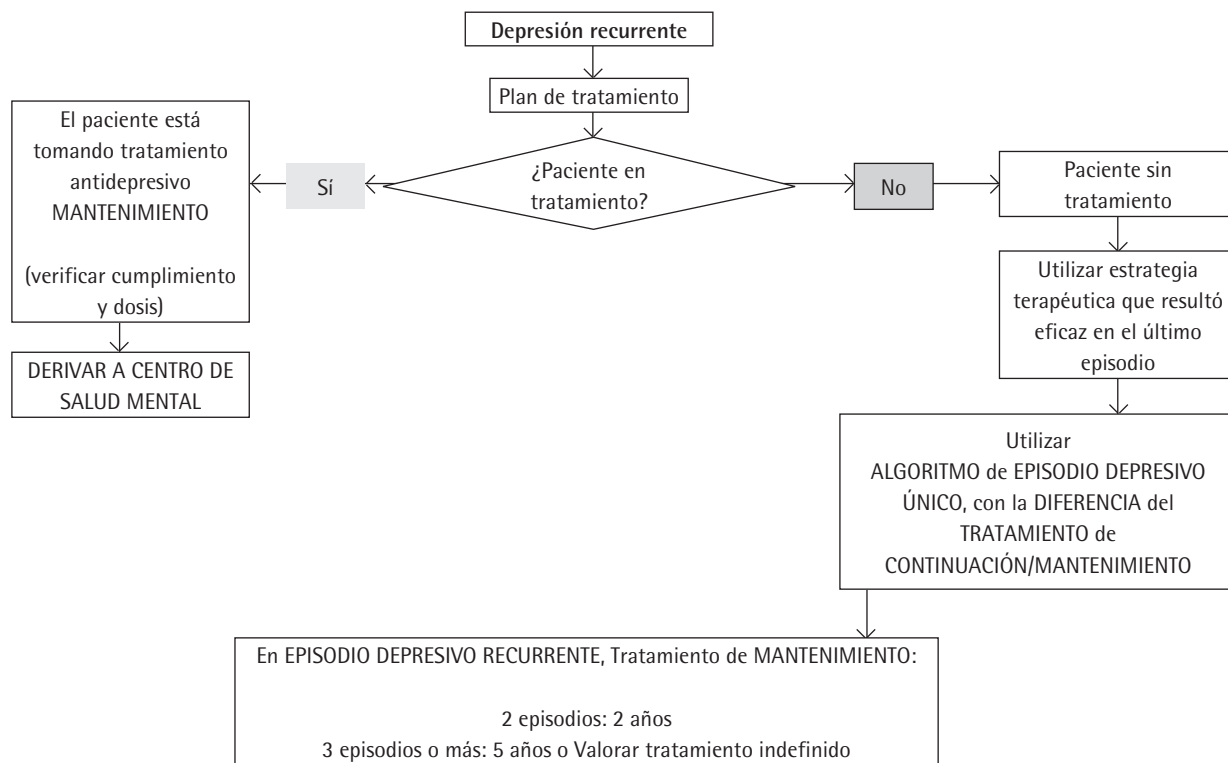 Depresión recurrente
Plan de tratamiento
¿Paciente en
tratamiento?
Sí
El paciente está
tomando tratamiento
antidepresivo
MANTENIMIENTO
(verificar cumplimiento
y dosis)
DERIVAR A CENTRO DE
SALUD MENTAL
No
Paciente sin
tratamiento
Utilizar estrategia
terapéutica que resultó
eficaz en el último
episodio
Utilizar
ALGORITMO de EPISODIO DEPRESIVO
ÚNICO, con la DIFERENCIA del
TRATAMIENTO de
CONTINUACIÓN/MANTENIMIENTO
En EPISODIO DEPRESIVO RECURRENTE, Tratamiento de MANTENIMIENTO:
2 episodios: 2 años
3 episodios o más: 5 años o Valorar tratamiento indefinido